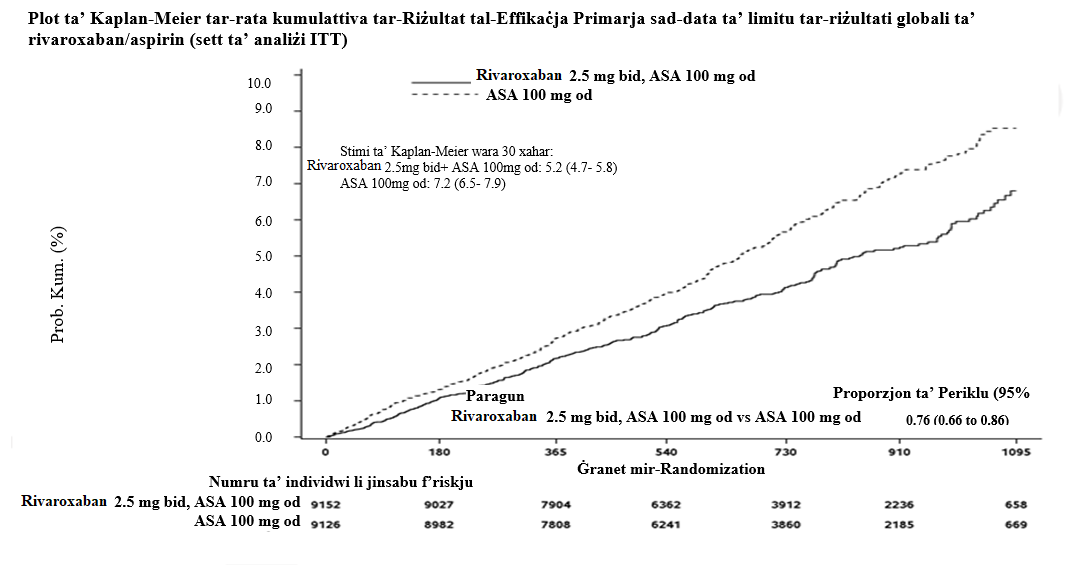 Plot ta’ Kaplan-Meier tar-rata kumulattiva tar-Riżultat tal-Effikaċja Primarja sad-data ta’ limitu tar-riżultati globali ta’
rivaroxaban/aspirin (sett ta’ analiżi ITT)
Rivaroxaban 2.5 mg bid, ASA 100 mg od
ASA 100 mg od
Stimi ta’ Kaplan-Meier wara 30 xahar:
Rivaroxaban 2.5mg bid+ ASA 100mg od: 5.2 (4.7- 5.8)
ASA 100mg od: 7.2 (6.5- 7.9)
Prob. Kum. (%)
10.0
9.0
8.0
7.0
6.0
5.0
4.0
3.0
2.0
1.0
0.0
Paragun
Proporzjon ta’ Periklu (95%
Rivaroxaban 2.5 mg bid, ASA 100 mg od vs ASA 100 mg od
0.76 (0.66 to 0.86)
0 180 365 540 730 910 1095
Ġranet mir-Randomization
Numru ta’ individwi li jinsabu f’riskju
Rivaroxaban 2.5 mg bid, ASA 100 mg od 9152 9027 7904 6362 3912 2236 658
ASA 100 mg od 9126 8982 7808 6241 3860 2185 669